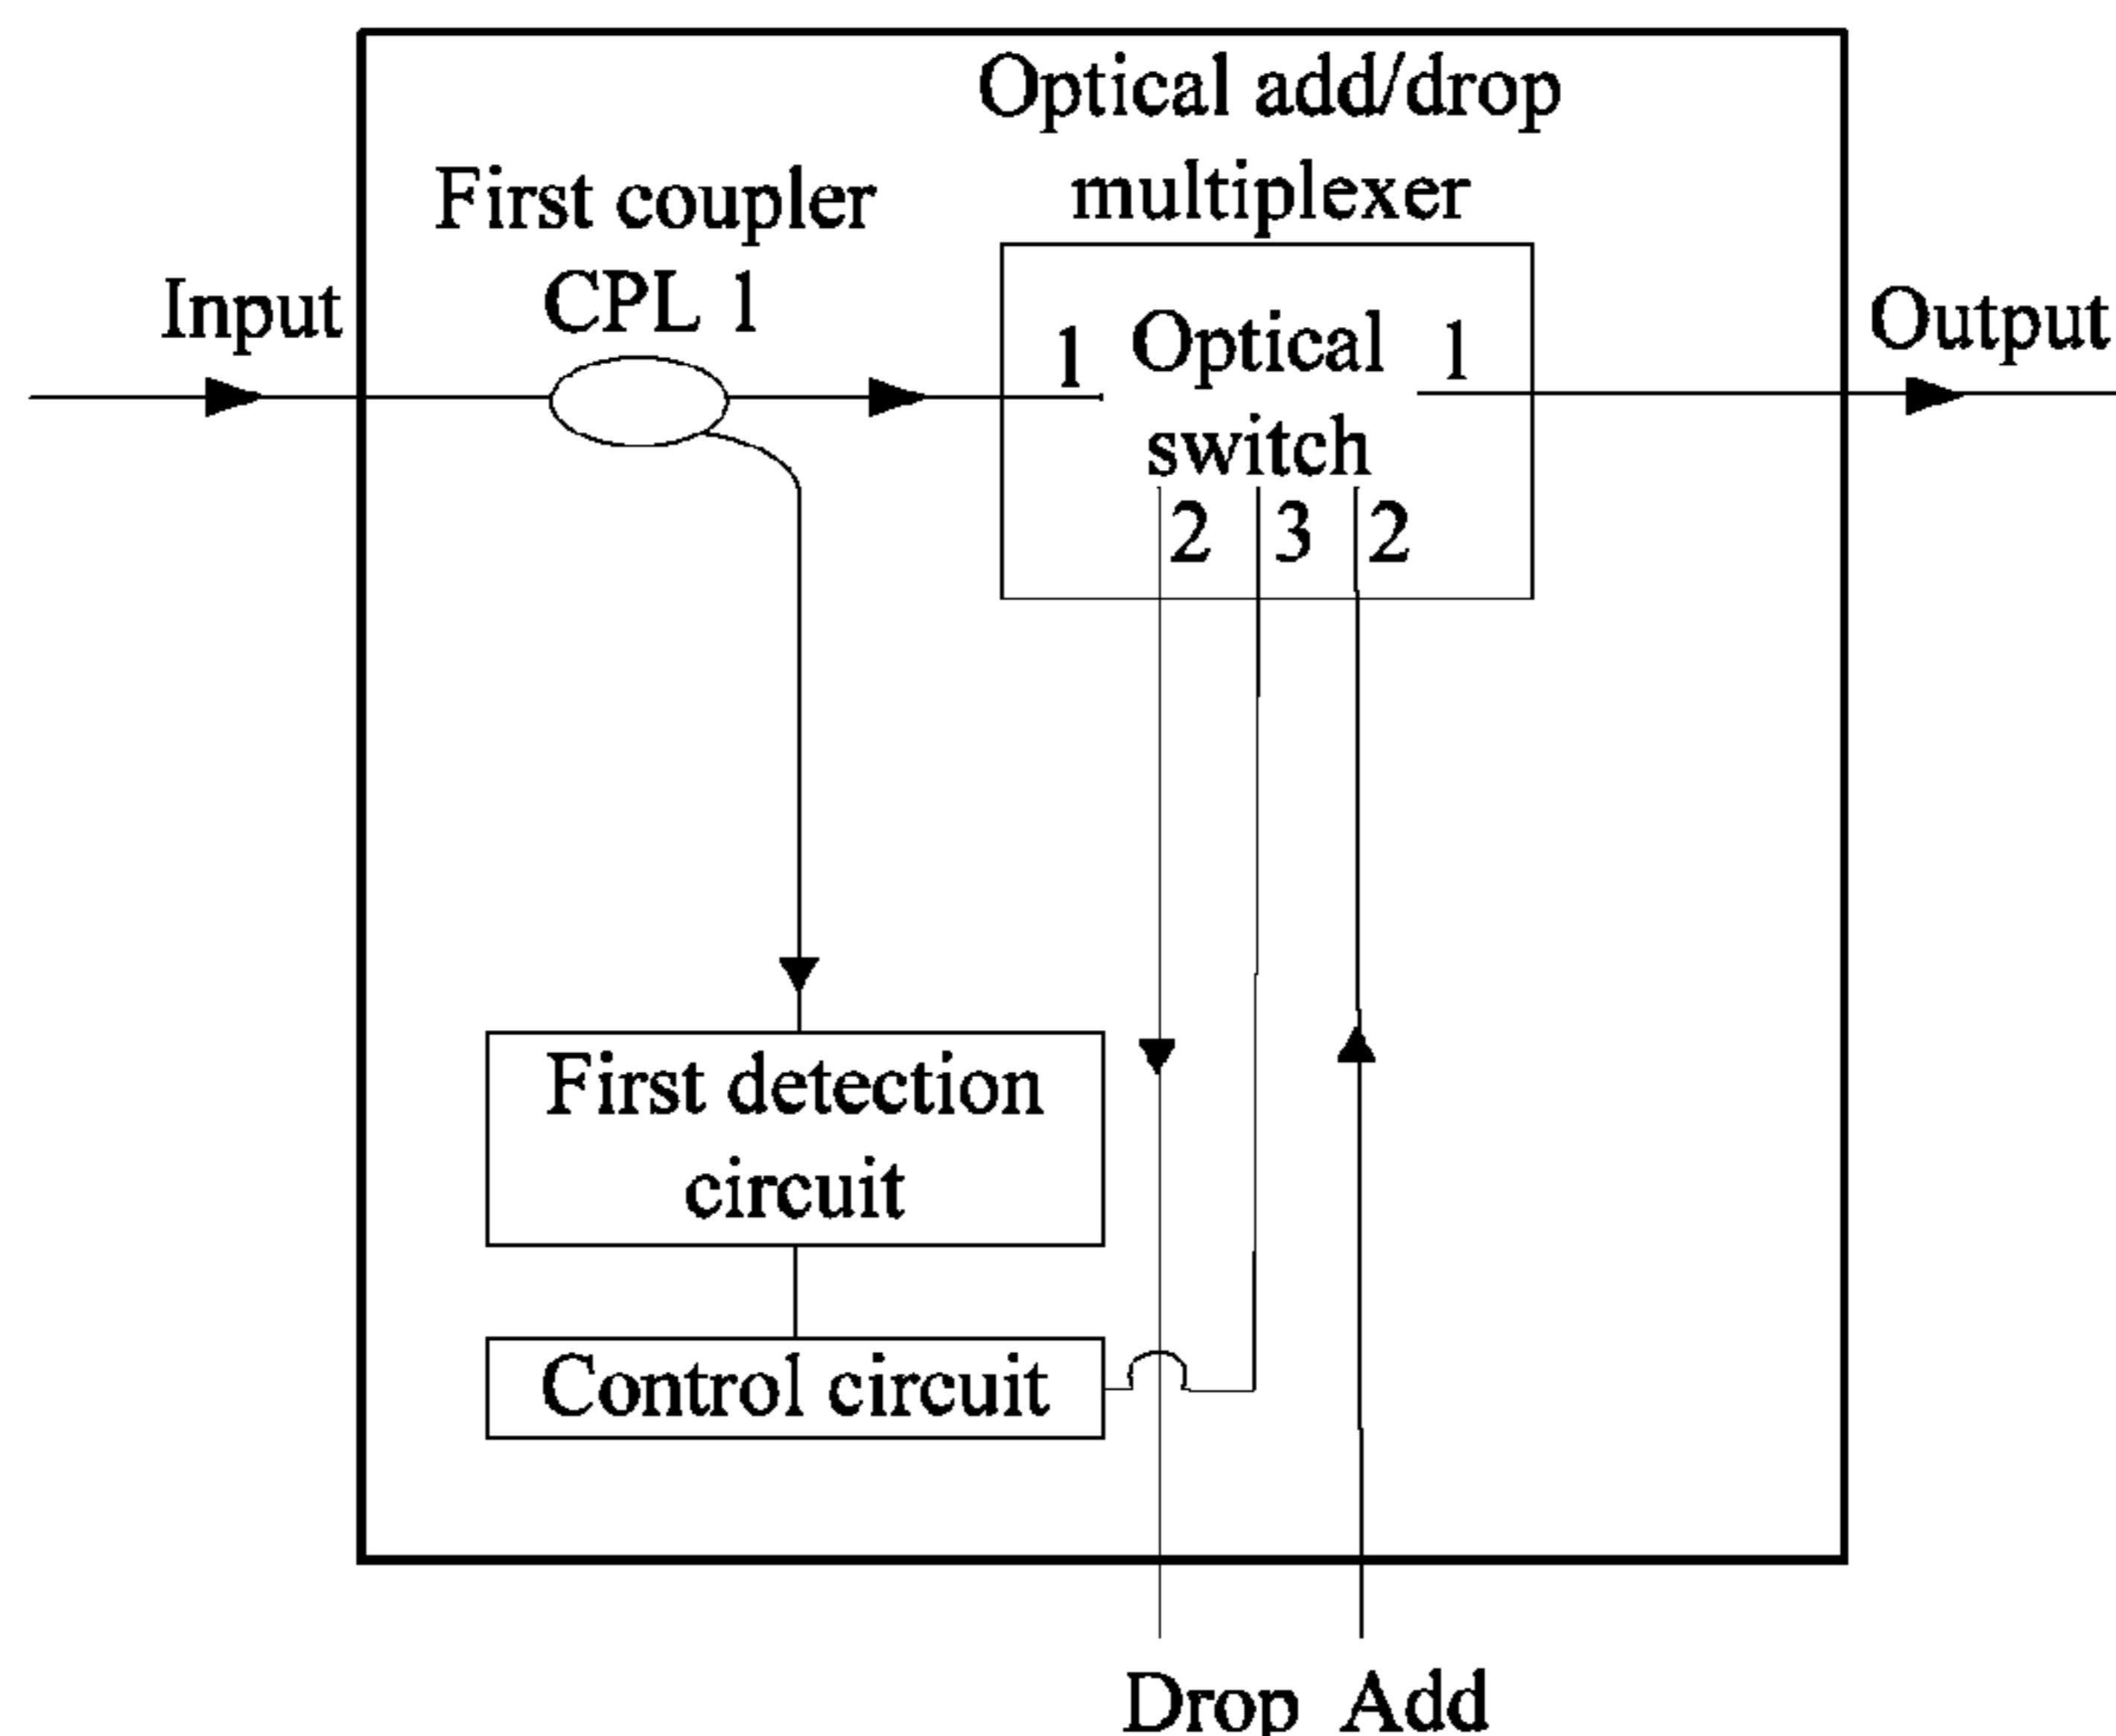 Optical add/drop
multiplexer
First coupler
CPL 1
Input
Output
1
Optical
1
switch
2
3
2
First detection
circuit
Control circuit
Drop
Add